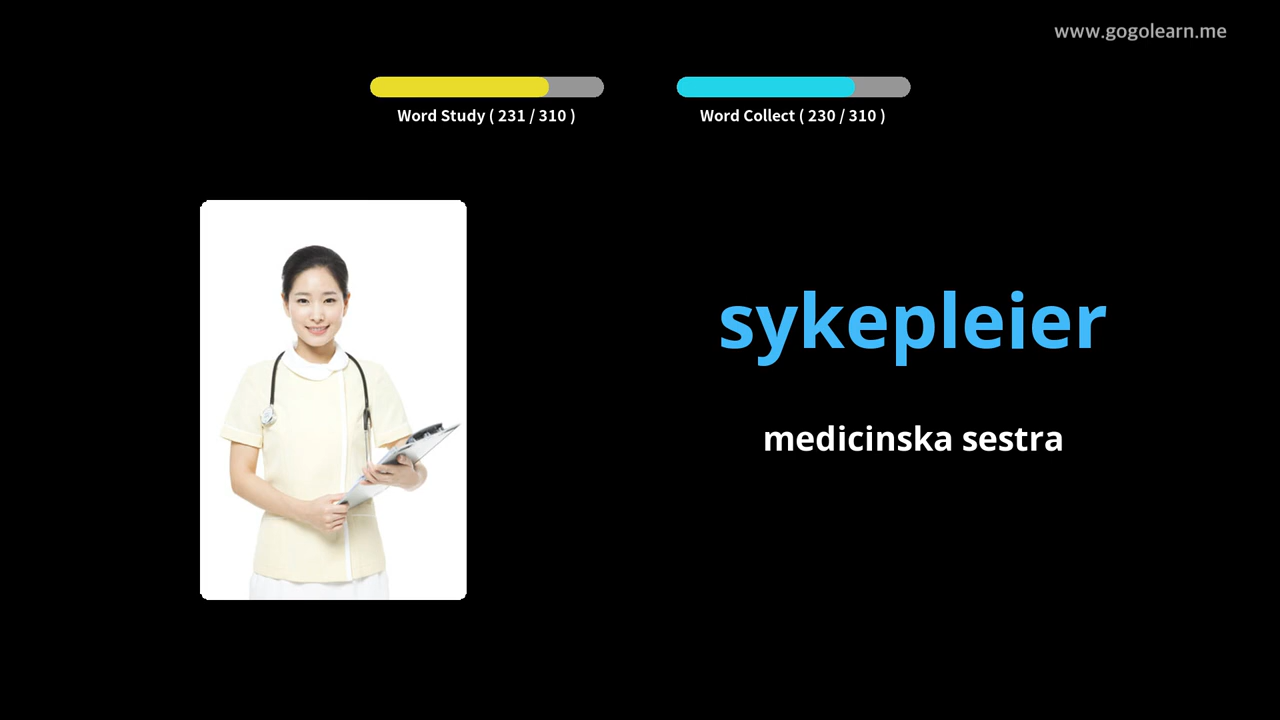 www.gogolearn.me
Word Study ( 231 / 310 )
Word Collect ( 230 / 310 )
sykepleier
medicinska sestra